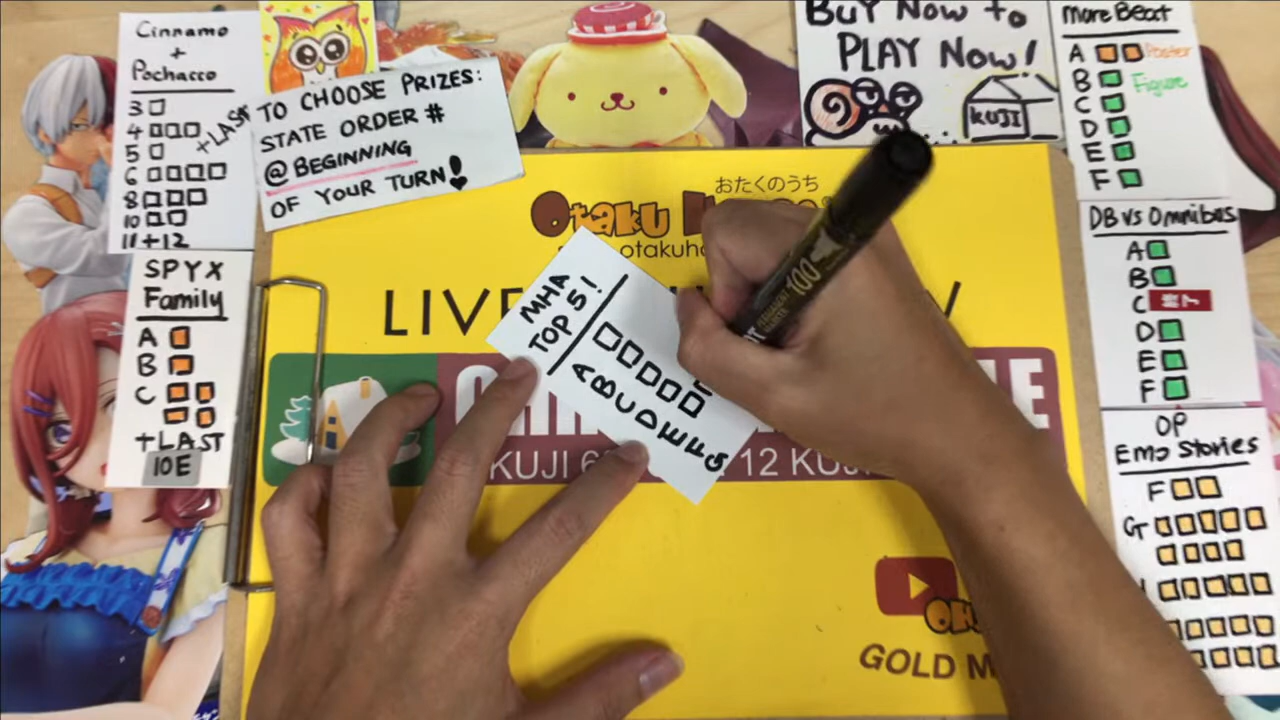 Cinnamo
+
Pochacco
3
4
5
6
8
10
11+12
+LAST
SPY X
Family
A
B
C
+LAST
10E
TO CHOOSE PRIZES:
STATE ORDER #
@BEGINNING
OF YOUR TURN!
BUY NOW to
PLAY NOW!
KUJI
おたくのうち
Otaku
LIVE
KUJI
12 KUJI
MHA
TOP 5!
A
B
C
D
E
F
G
GOLD M
More Beat
A Poster
B Figure
C
D
E
F
DB vs Omnibus
A
B
C
D
E
F
OP
Emo Stories
F
G